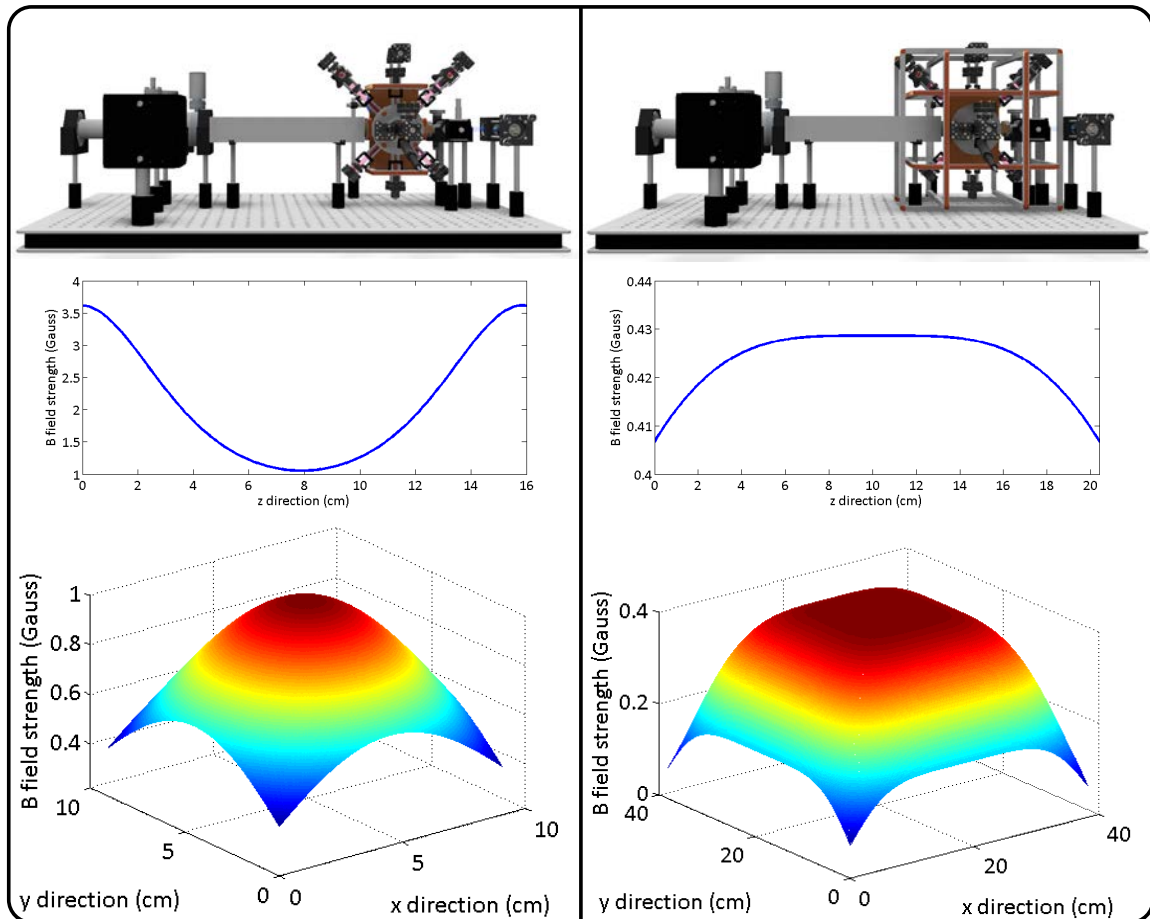 4
3.5
3
2.5
2
1.5
1
B field strength (Gauss)
0 2 4 6 8 10 12 14 16
z direction (cm)
0.44
0.43
0.42
0.41
0.4
B field strength (Gauss)
0 2 4 6 8 10 12 14 16 18 20
z direction (cm)
1
0.8
0.6
0.4
B field strength (Gauss)
10
5
0
y direction (cm)
0
5
10
x direction (cm)
0.4
0.2
0
B field strength (Gauss)
40
20
0
y direction (cm)
0
20
40
x direction (cm)